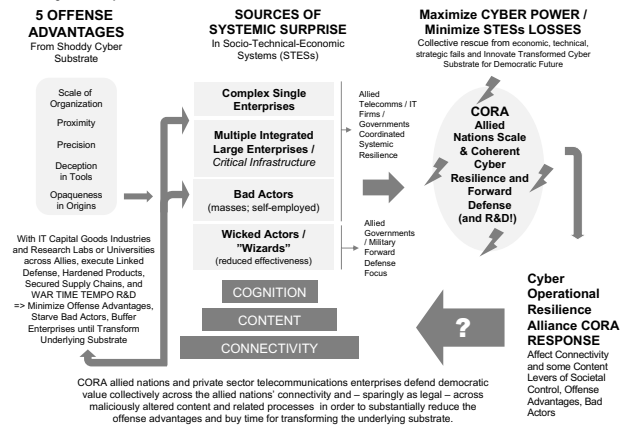 5 OFFENSE
ADVANTAGES
From Shoddy Cyber
Substrate
Scale of
Organization
Proximity
Precision
Deception
in Tools
Opaqueness
in Origins
With IT Capital Goods Industries
and Research Labs or Universities
across Allies, execute Linked
Defense, Hardened Products,
Secured Supply Chains, and
WAR TIME TEMPO R&D
=> Minimize Offense Advantages,
Starve Bad Actors, Buffer
Enterprises until Transform
Underlying Substrate
SOURCES OF
SYSTEMIC SURPRISE
In Socio-Technical-Economic
Systems (STESs)
Complex Single
Enterprises
Multiple Integrated
Large Enterprises /
Critical Infrastructure
Bad Actors
(masses; self-employed)
Wicked Actors /
"Wizards"
(reduced effectiveness)
Allied
Telecomms / IT
Firms /
Governments
Coordinated
Systemic
Resilience
Allied
Governments
/ Military
Forward
Defense
Focus
COGNITION
CONTENT
CONNECTIVITY
Maximize CYBER POWER /
Minimize STESs LOSSES
Collective rescue from economic, technical,
strategic fails and Innovate Transformed Cyber
Substrate for Democratic Future
CORA
Allied
Nations Scale
& Coherent
Cyber
Resilience and
Forward
Defense
(and R&D!)
?
Cyber
Operational
Resilience
Alliance CORA
RESPONSE
Affect Connectivity
and some Content
Levers of Societal
Control, Offense
Advantages, Bad
Actors
CORA allied nations and private sector telecommunications enterprises defend democratic
value collectively across the allied nations' connectivity and – sparingly as legal – across
maliciously altered content and related processes in order to substantially reduce the
offense advantages and buy time for transforming the underlying substrate.